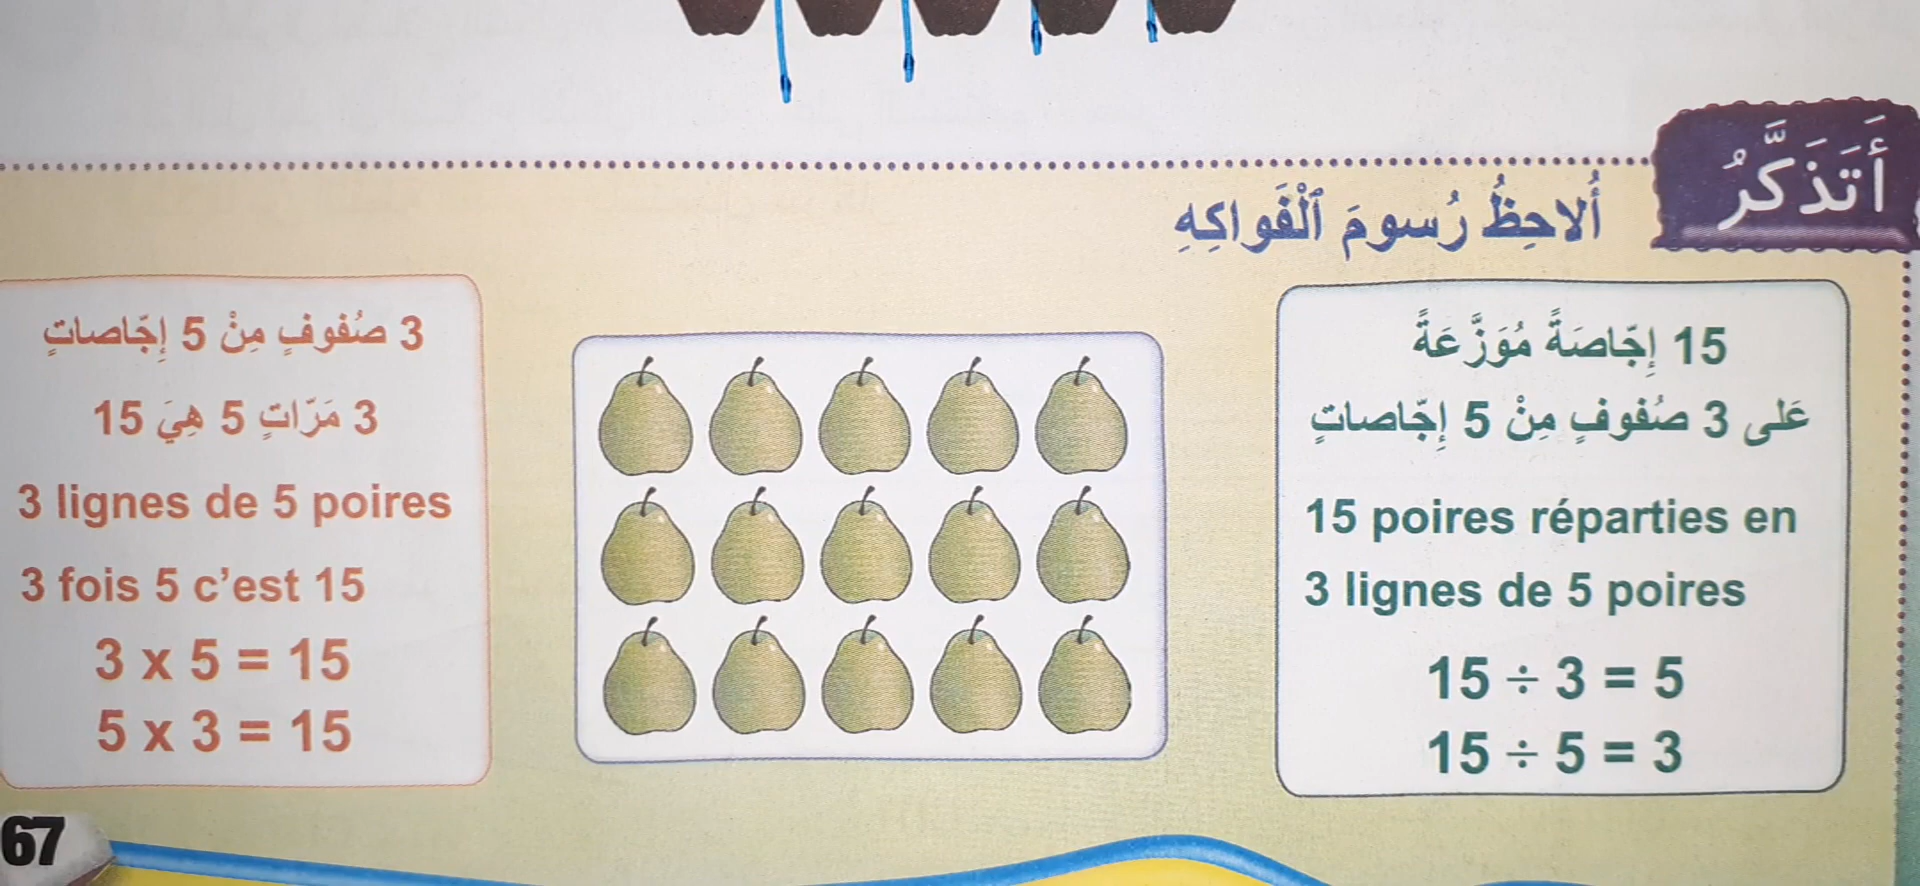 أَتَذَكَّرُ
أُلاحِظُ رُسومَ ٱلْفَواكِهِ
15 إِجّاصَةً مُوَزَّعَةً
عَلى 3 صُفوفٍ مِنْ 5 إِجّاصاتٍ
15 poires réparties en
3 lignes de 5 poires
15 ÷ 3 = 5
15 ÷ 5 = 3
3 صُفوفٍ مِنْ 5 إِجّاصاتٍ
3 مَرّاتٍ 5 هِيَ 15
3 lignes de 5 poires
3 fois 5 c’est 15
3 x 5 = 15
5 x 3 = 15
67